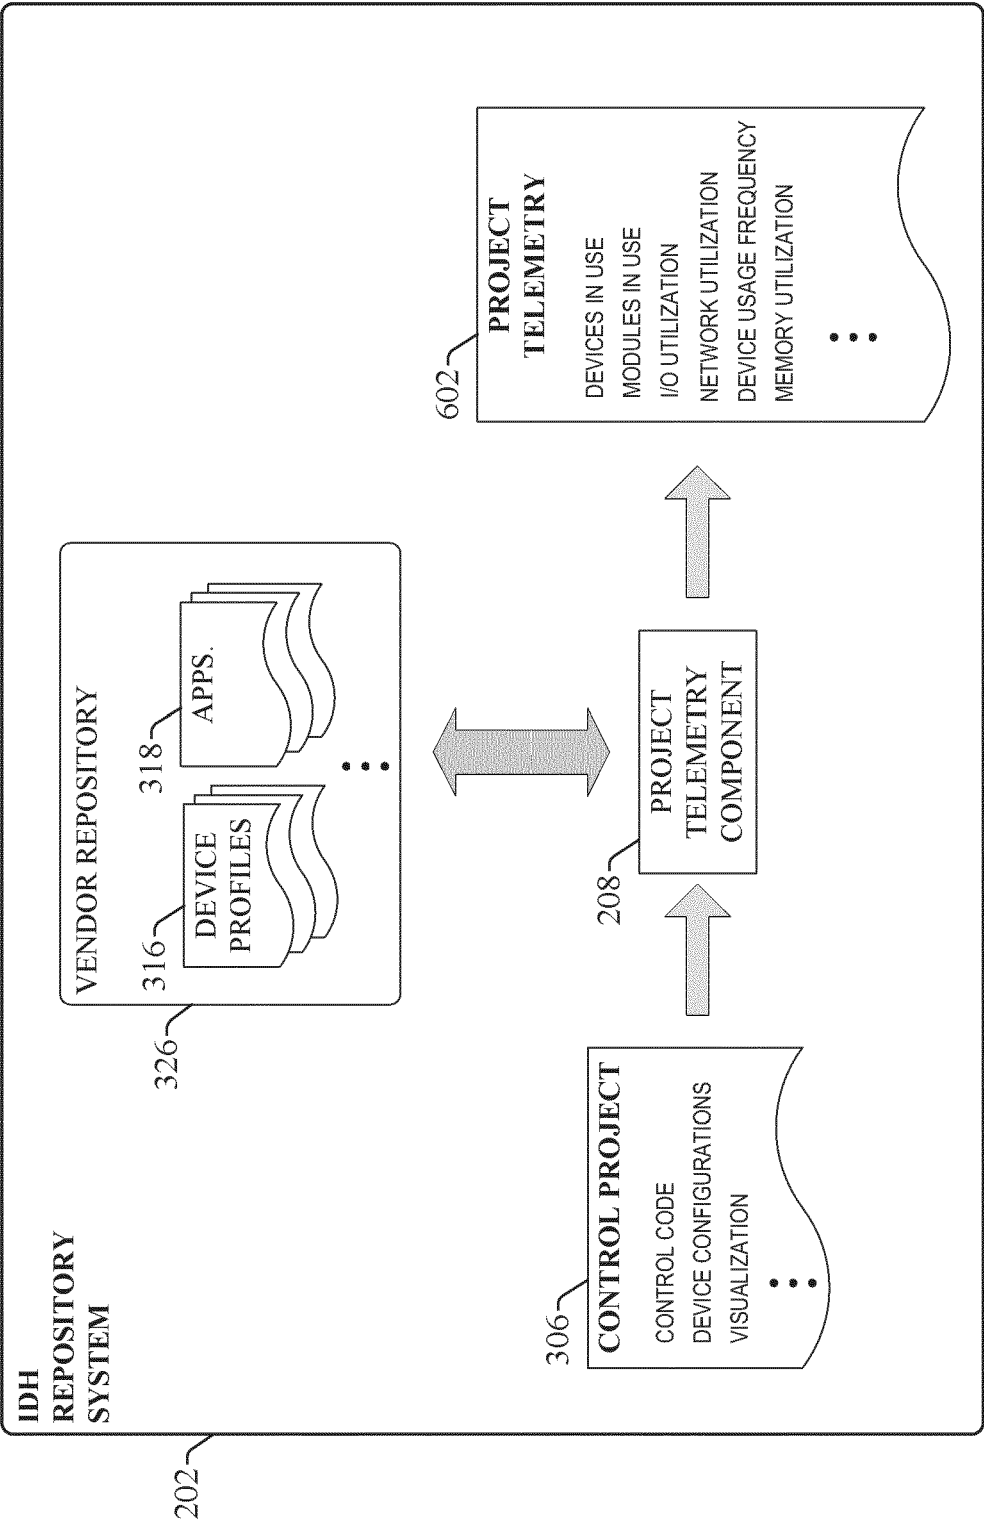 IDH
REPOSITORY
SYSTEM
202
VENDOR REPOSITORY
326
316
DEVICE
PROFILES
318
APPS.
306
CONTROL PROJECT
CONTROL CODE
DEVICE CONFIGURATIONS
VISUALIZATION
208
PROJECT
TELEMETRY
COMPONENT
602
PROJECT
TELEMETRY
DEVICES IN USE
MODULES IN USE
I/O UTILIZATION
NETWORK UTILIZATION
DEVICE USAGE FREQUENCY
MEMORY UTILIZATION